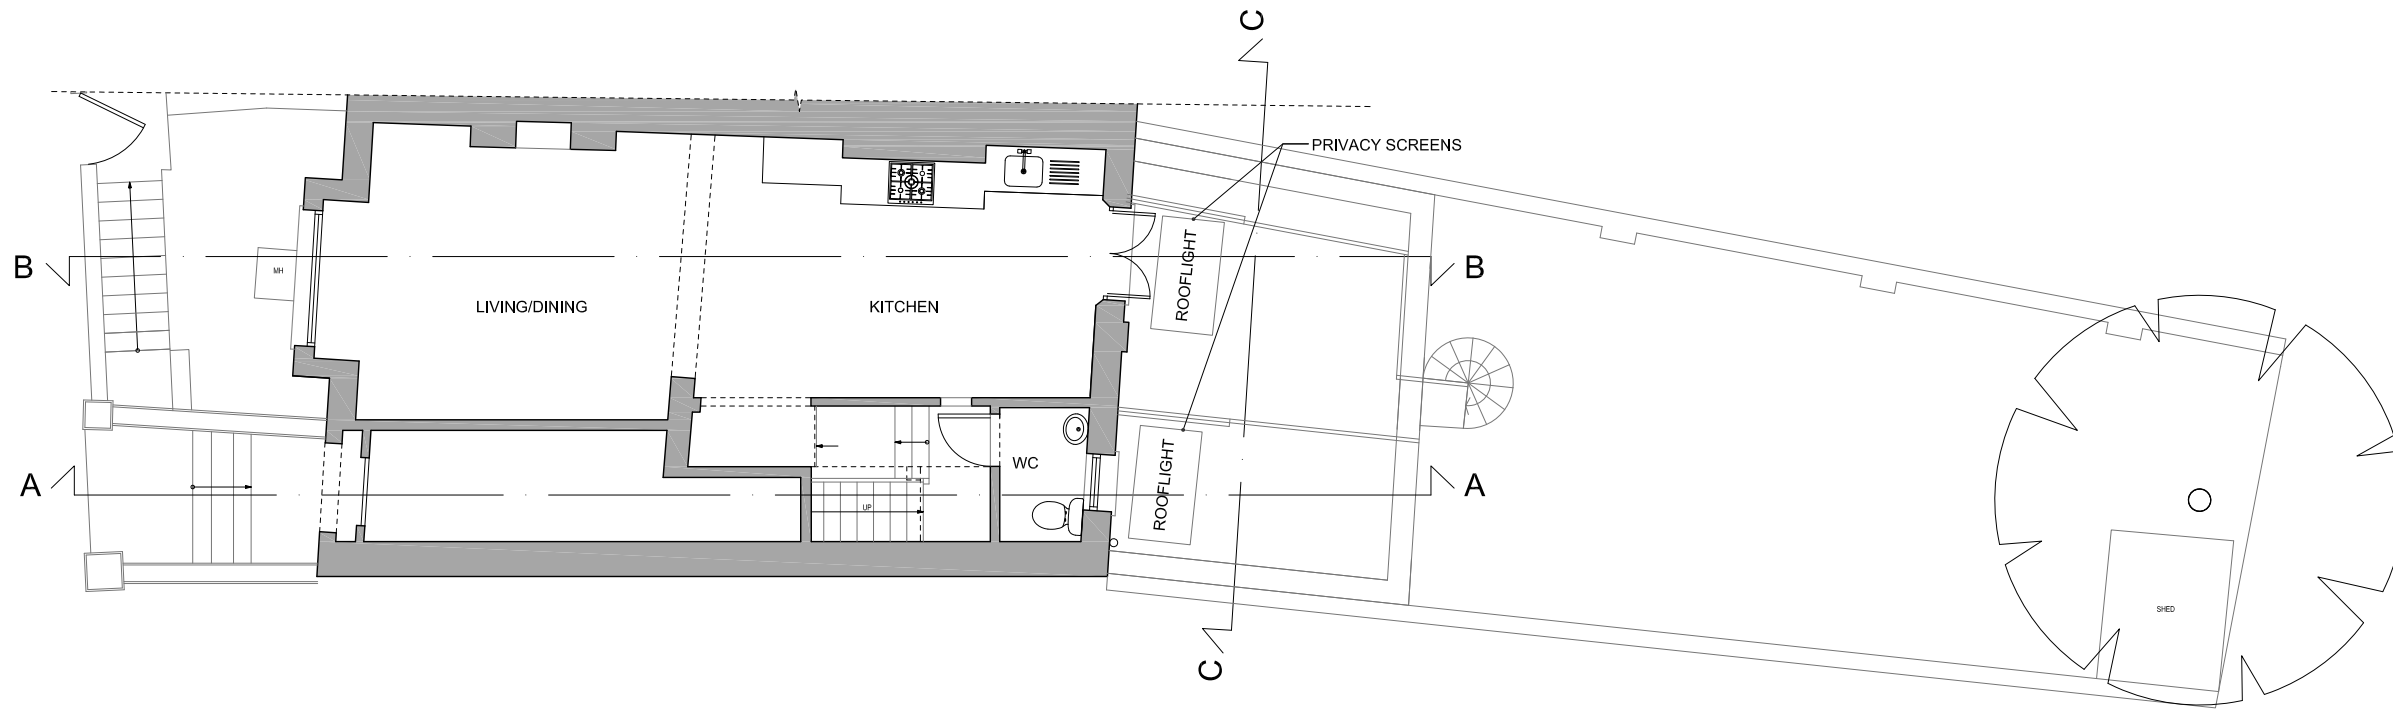 C
PRIVACY SCREENS
B
MH
LIVING/DINING
KITCHEN
ROOFLIGHT
B
A
WC
UP
ROOFLIGHT
A
SHED
C